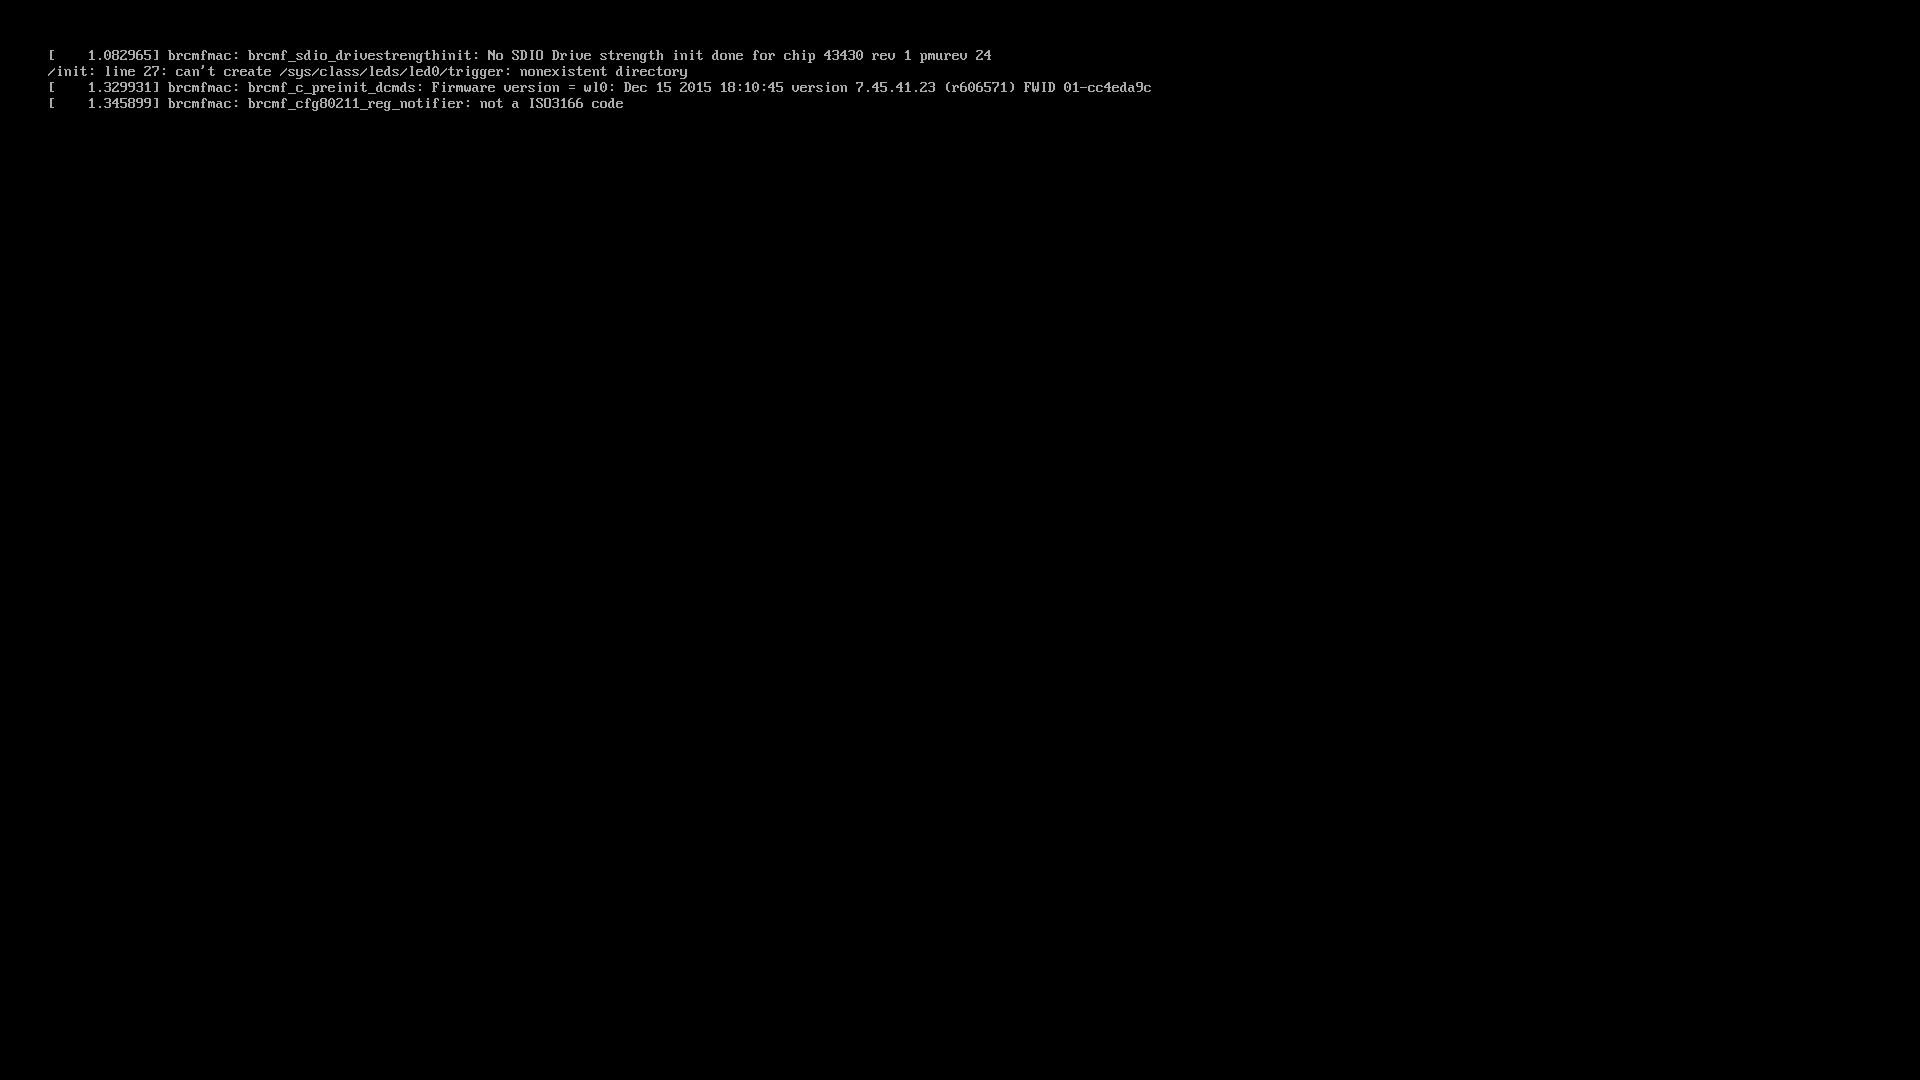 [    1.082965] brcmfmac: brcmf_sdio_drivestrengthinit: No SDIO Drive strength init done for chip 43430 rev 1 pmurev 24
/init: line 27: can't create /sys/class/leds/led0/trigger: nonexistent directory
[    1.329931] brcmfmac: brcmf_c_preinit_dcmds: Firmware version = wl0: Dec 15 2015 18:10:45 version 7.45.41.23 (r606571) FWID 01-cc4eda9c
[    1.345899] brcmfmac: brcmf_cfg80211_reg_notifier: not a ISO3166 code